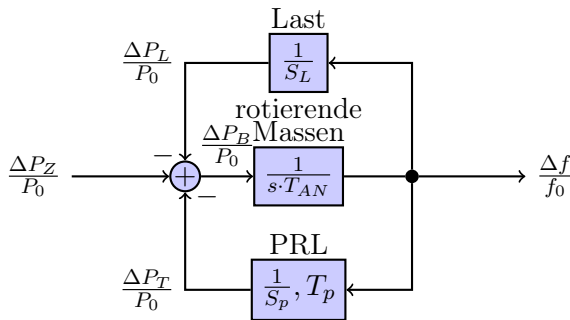 Last
ΔP_L/P_0
1/S_L
rotierende
Massen
ΔP_B/P_0
−
ΔP_Z/P_0
+
1/(s·T_AN)
Δf/f_0
−
PRL
ΔP_T/P_0
1/S_p, T_p